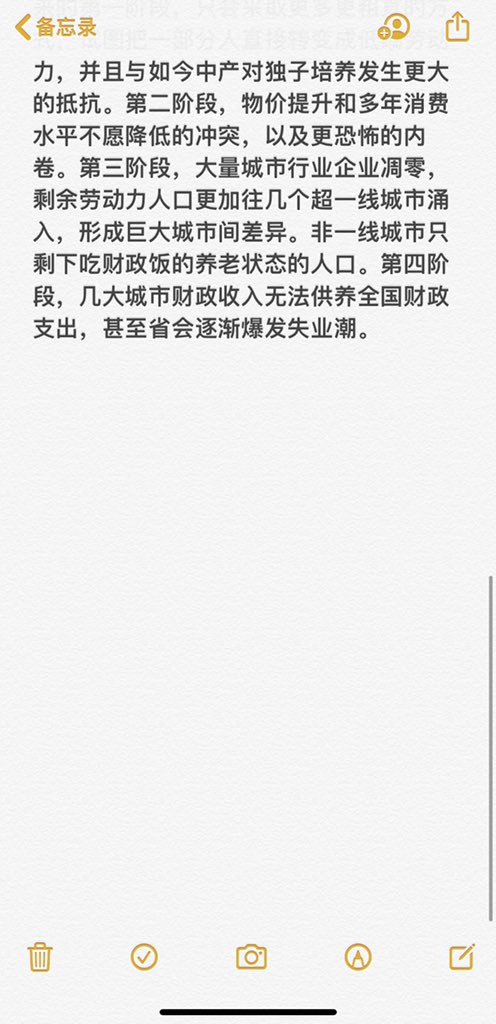 备忘录
力，并且与如今中产对独子培养发生更大
的抵抗。第二阶段，物价提升和多年消费
水平不愿降低的冲突，以及更恐怖的内
卷。第三阶段，大量城市行业企业凋零，
剩余劳动力人口更加往几个超一线城市涌
入，形成巨大城市间差异。非一线城市只
剩下吃财政饭的养老状态的人口。第四阶
段，几大城市财政收入无法供养全国财政
支出，甚至省会逐渐爆发失业潮。